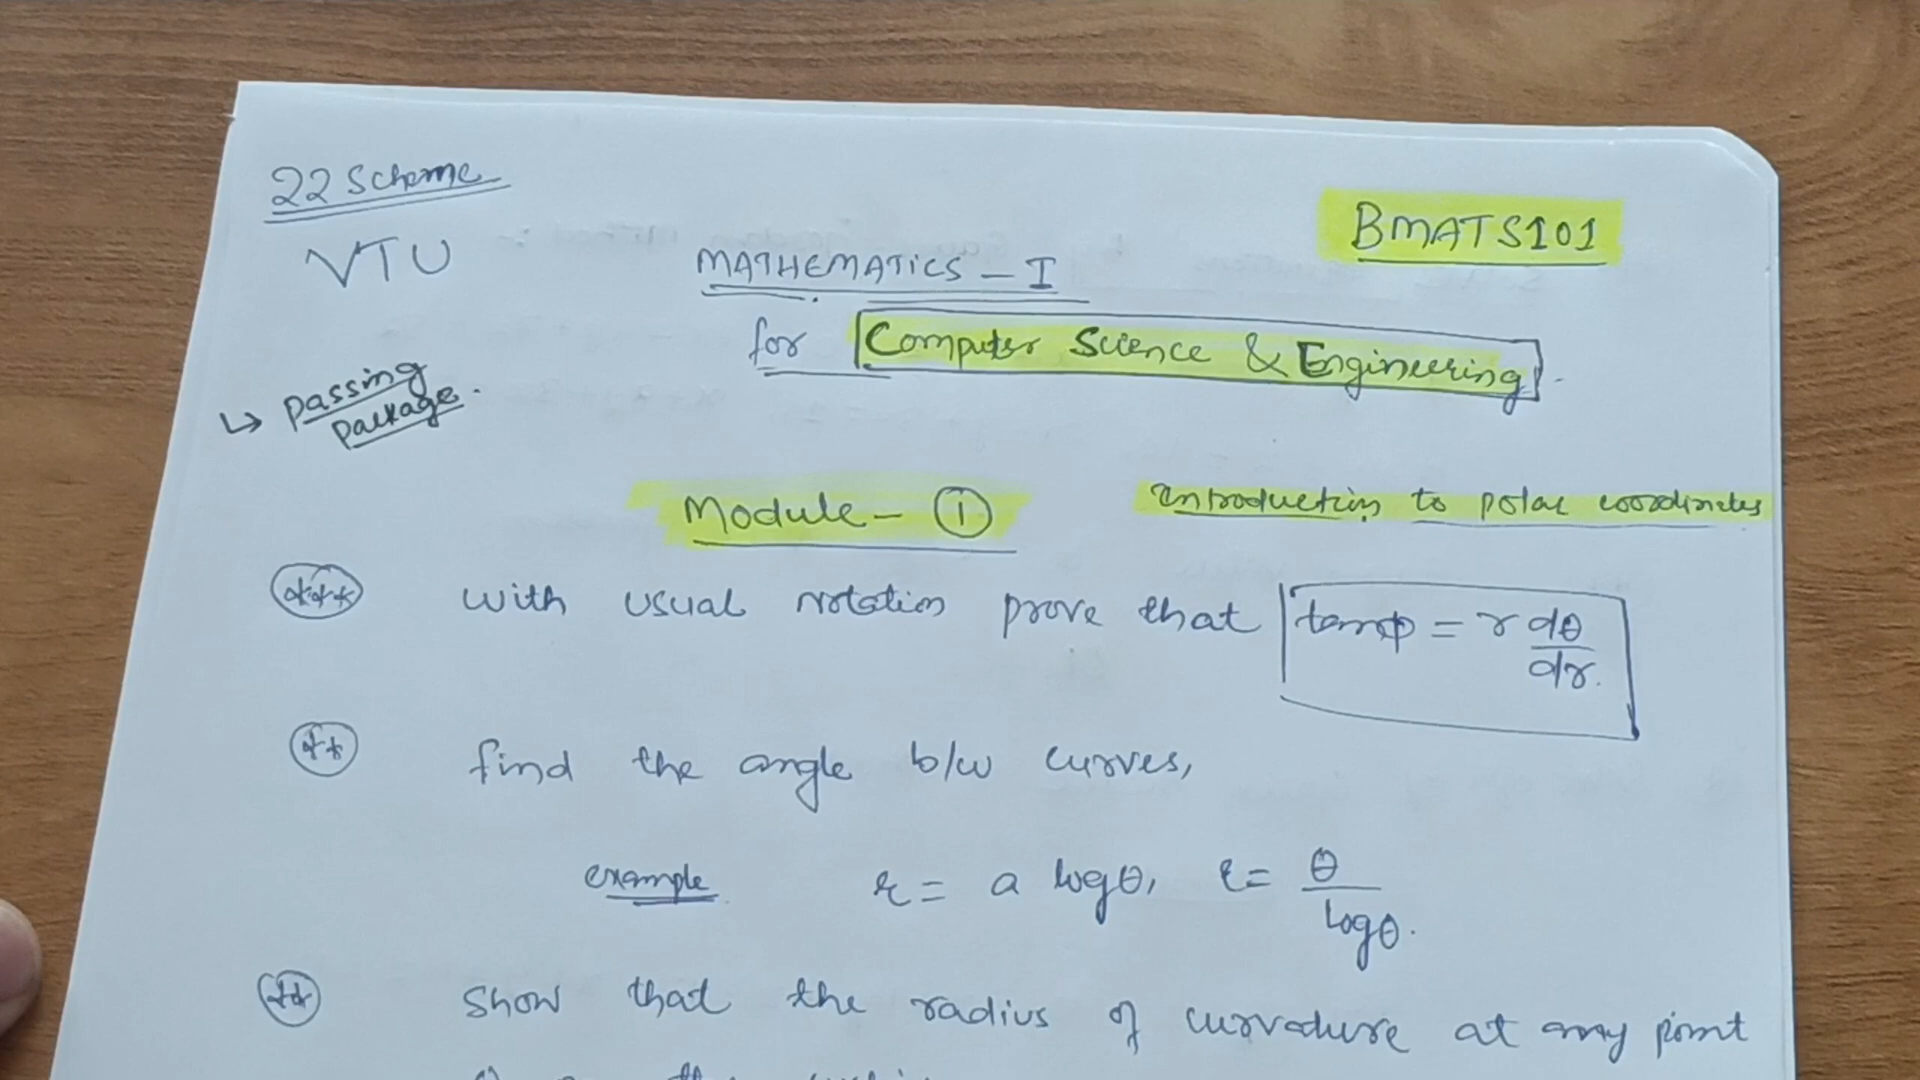 22 Scheme
VTU
BMATS101
MATHEMATICS - I
for Computer Science & Engineering.
↳ passing
package.
Module - ①
Introduction to polar coordinates
*** with usual notation prove that tanφ = r dθ/dr.
** find the angle b/w curves,
example r = a logθ, r = θ/logθ.
** show that the radius of curvature at any point